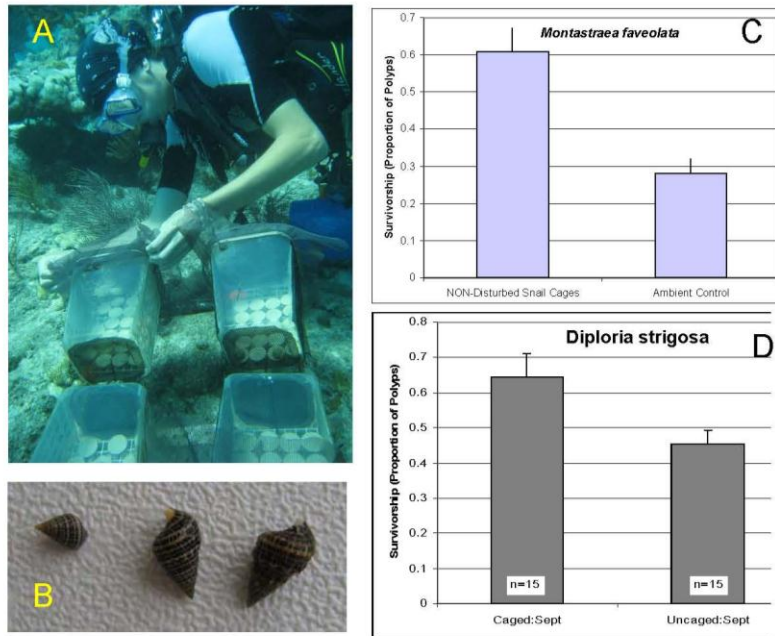 A
B
C
Montastraea faveolata
Survivorship (Proportion of Polyps)
0.7
0.6
0.5
0.4
0.3
0.2
0.1
0
NON-Disturbed Snail Cages
Ambient Control
D
Diploria strigosa
Survivorship (Proportion of Polyps)
0.8
0.7
0.6
0.5
0.4
0.3
0.2
0.1
0
n=15
n=15
Caged:Sept
Uncaged:Sept